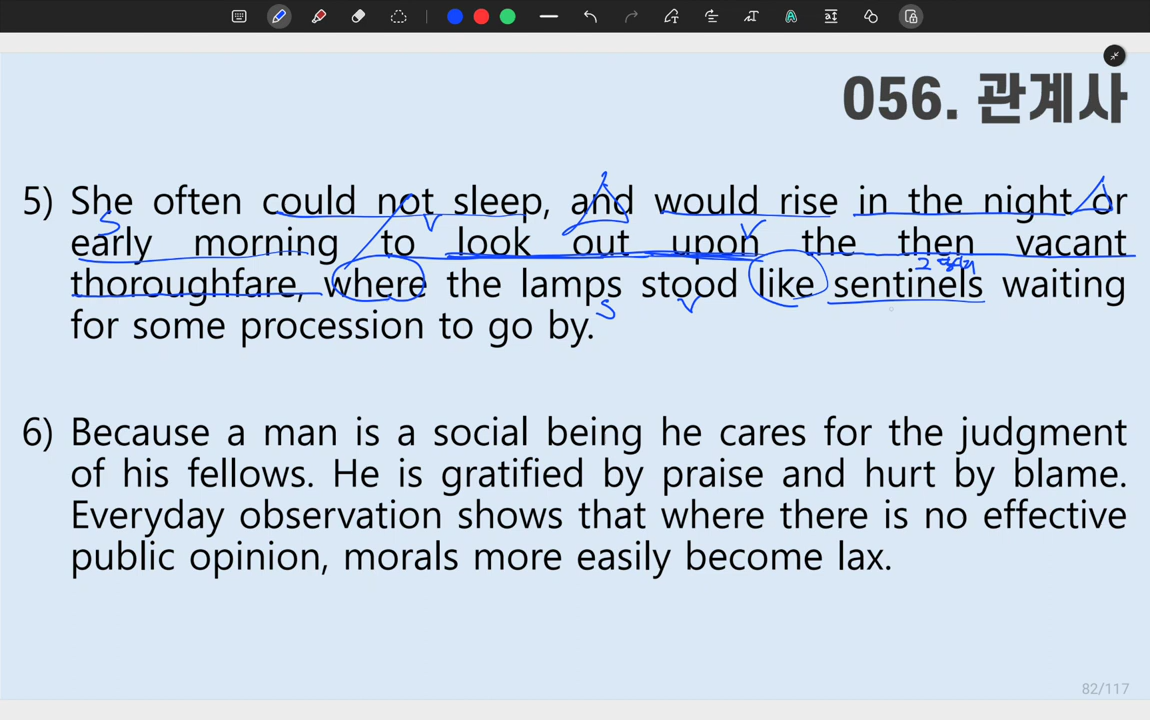 056. 관계사
5) She often could not sleep, and would rise in the night or
S
early morning to look out upon the then vacant
V
V
thoroughfare, where the lamps stood like sentinels waiting
S
V
for some procession to go by.
6) Because a man is a social being he cares for the judgment
of his fellows. He is gratified by praise and hurt by blame.
Everyday observation shows that where there is no effective
public opinion, morals more easily become lax.
82/117